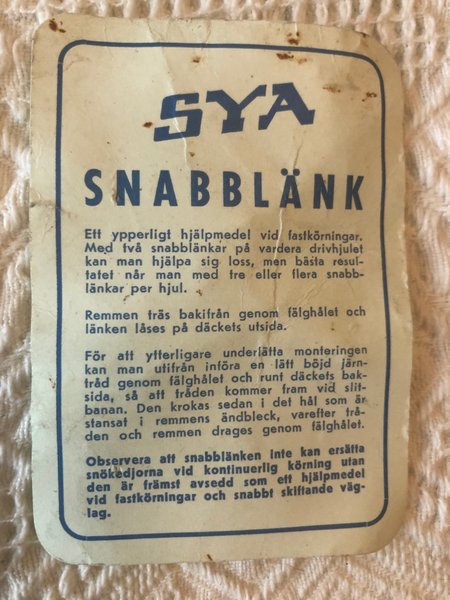 SYA
SNABBLÄNK
Ett ypperligt hjälpmedel vid fastkörningar.
Med två snabblänkar på vardera drivhjulet
kan man hjälpa sig loss, men bästa resul-
tatet når man med tre eller flera snabb-
länkar per hjul.
Remmen träs bakifrån genom fälghålet och
länken låses på däckets utsida.
För att ytterligare underlätta monteringen
kan man utifrån införa en lätt böjd järn-
tråd genom fälghålet och runt däckets bak-
sida, så att tråden kommer fram vid slit-
banan. Den krokas sedan i det hål som är
stansat i remmens ändbleck, varefter trå-
den och remmen drages genom fälghålet.
Observera att snabblänken inte kan ersätta
snökedjorna vid kontinuerlig körning utan
den är främst avsedd som ett hjälpmedel
vid fastkörningar och snabbt skiftande väg-
lag.